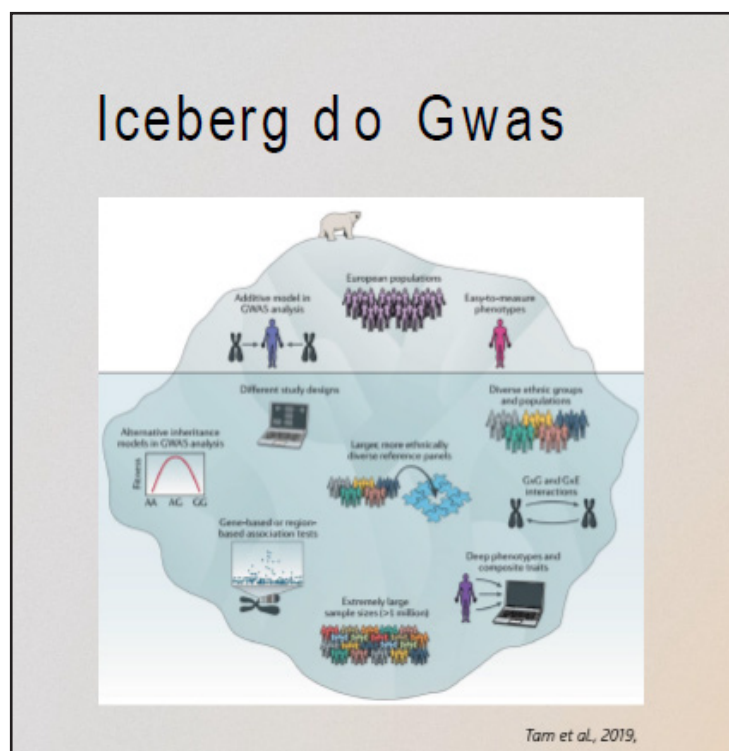 Iceberg do Gwas
European populations
Additive model in
GWAS analysis
Easy-to-measure
phenotypes
Different study designs
Diverse ethnic groups
and populations
Alternative inheritance
models in GWAS analysis
Fitness
AA AG GG
Larger, more ethnically
diverse reference panels
GxG and GxE
interactions
Gene-based or region-
based association tests
Deep phenotypes and
composite traits
Extremely large
sample sizes (>1 million)
Tam et al., 2019,